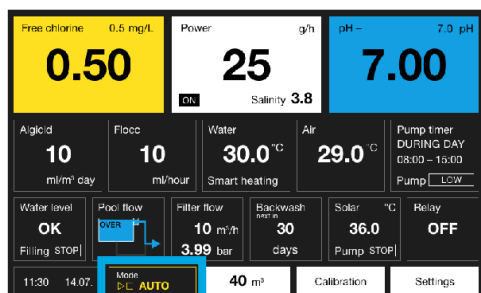 Free chlorine 0.5 mg/L Power g/h pH – 7.0 pH
0.50 25 7.00
ON Salinity 3.8
Algicid Flocc Water Air Pump timer
10 10 30.0 °C 29.0 °C DURING DAY
08:00 – 15:00
ml/m³ day ml/hour Smart heating Pump LOW
Water level Pool flow Filter flow Backwash Solar °C Relay
next in
OK OVER 10 m³/h 30 36.0 OFF
Filling STOP 3.99 bar days Pump STOP
11:30 14.07. Mode 40 m³ Calibration Settings
AUTO